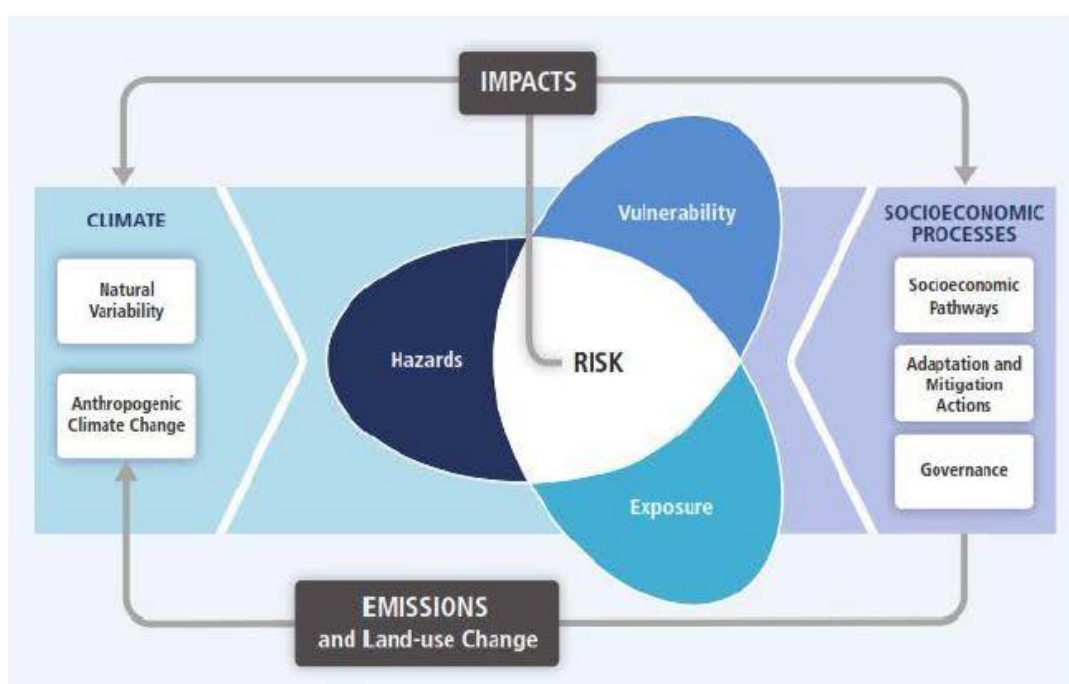 IMPACTS
CLIMATE
Natural
Variability
Anthropogenic
Climate Change
Vulnerability
Hazards
RISK
Exposure
SOCIOECONOMIC
PROCESSES
Socioeconomic
Pathways
Adaptation and
Mitigation
Actions
Governance
EMISSIONS
and Land-use Change